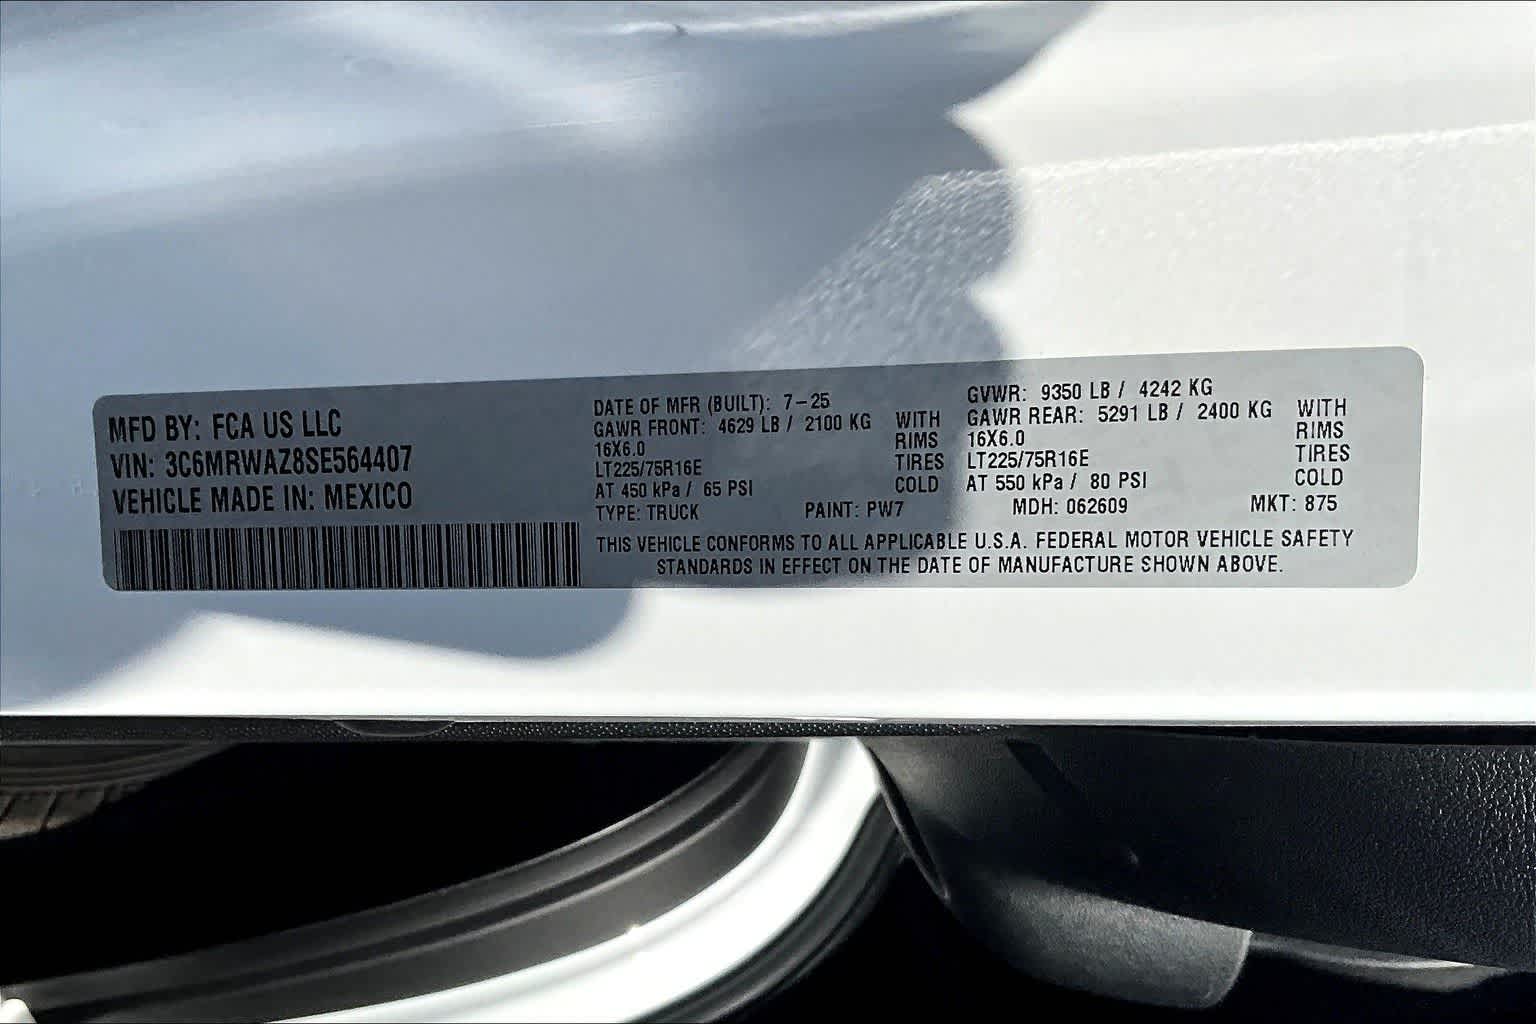 MFD BY: FCA US LLC
VIN: 3C6MRWAZ8SE564407
VEHICLE MADE IN: MEXICO
DATE OF MFR (BUILT): 7-25
GAWR FRONT: 4629 LB / 2100 KG WITH
16X6.0 RIMS
LT225/75R16E TIRES
AT 450 kPa / 65 PSI COLD
GVWR: 9350 LB / 4242 KG
GAWR REAR: 5291 LB / 2400 KG WITH
16X6.0 RIMS
LT225/75R16E TIRES
AT 550 kPa / 80 PSI COLD
TYPE: TRUCK PAINT: PW7 MDH: 062609 MKT: 875
THIS VEHICLE CONFORMS TO ALL APPLICABLE U.S.A. FEDERAL MOTOR VEHICLE SAFETY
STANDARDS IN EFFECT ON THE DATE OF MANUFACTURE SHOWN ABOVE.